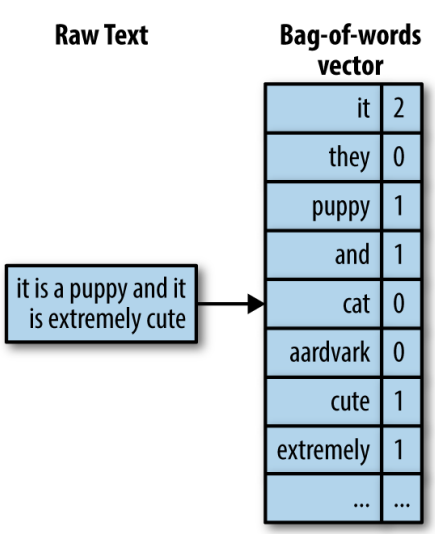 Raw Text
Bag-of-words
vector
it is a puppy and it
is extremely cute
it 2
they 0
puppy 1
and 1
cat 0
aardvark 0
cute 1
extremely 1
... ...